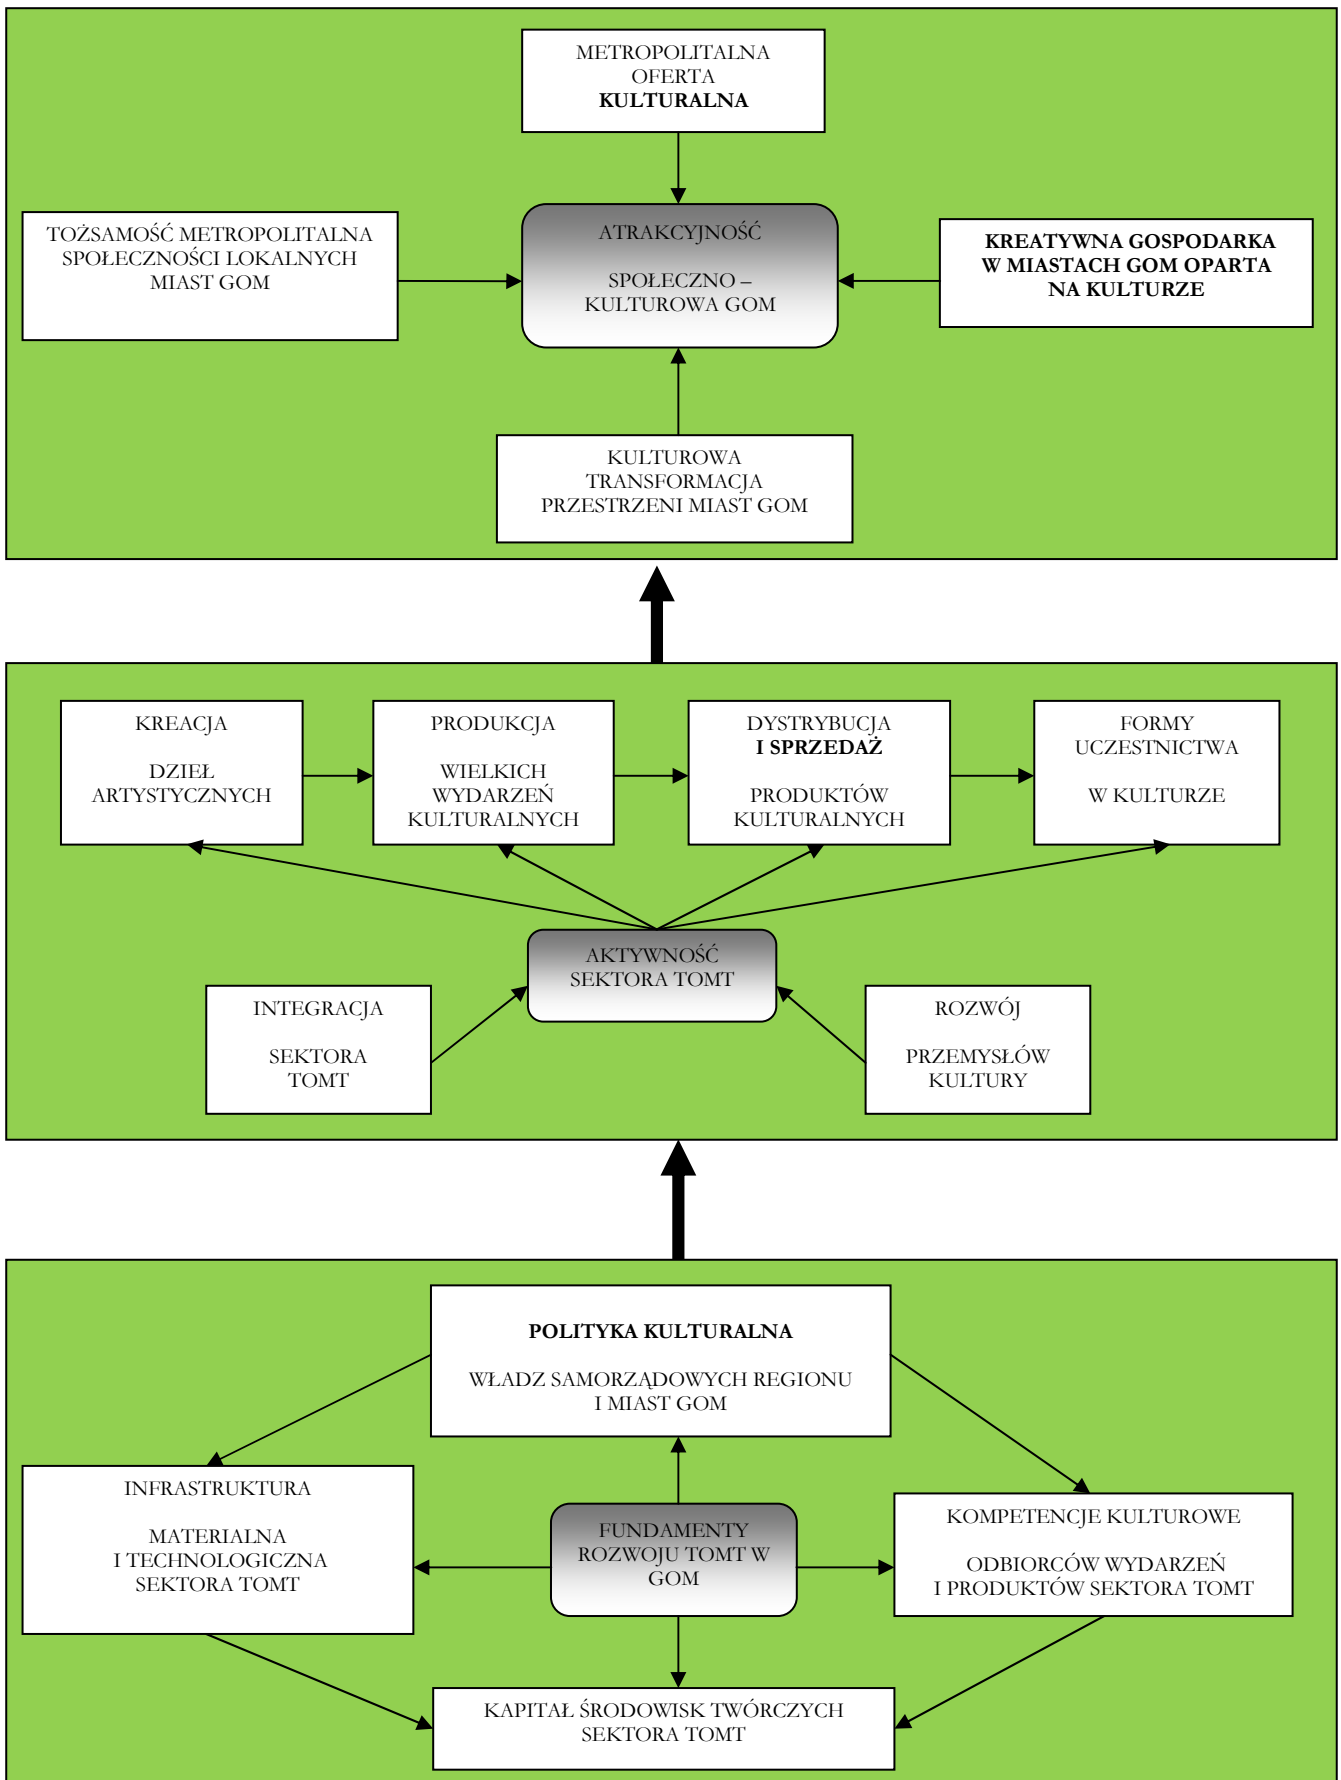 METROPOLITALNA
OFERTA
KULTURALNA
TOŻSAMOŚĆ METROPOLITALNA
SPOŁECZNOŚCI LOKALNYCH
MIAST GOM
ATRAKCYJNOŚĆ
SPOŁECZNO –
KULTUROWA GOM
KREATYWNA GOSPODARKA
W MIASTACH GOM OPARTA
NA KULTURZE
KULTUROWA
TRANSFORMACJA
PRZESTRZENI MIAST GOM
KREACJA
DZIEŁ
ARTYSTYCZNYCH
PRODUKCJA
WIELKICH
WYDARZEŃ
KULTURALNYCH
DYSTRYBUCJA
I SPRZEDAŻ
PRODUKTÓW
KULTURALNYCH
FORMY
UCZESTNICTWA
W KULTURZE
AKTYWNOŚĆ
SEKTORA TOMT
INTEGRACJA
SEKTORA
TOMT
ROZWÓJ
PRZEMYSŁÓW
KULTURY
POLITYKA KULTURALNA
WŁADZ SAMORZĄDOWYCH REGIONU
I MIAST GOM
INFRASTRUKTURA
MATERIALNA
I TECHNOLOGICZNA
SEKTORA TOMT
FUNDAMENTY
ROZWOJU TOMT W
GOM
KOMPETENCJE KULTUROWE
ODBIORCÓW WYDARZEŃ
I PRODUKTÓW SEKTORA TOMT
KAPITAŁ ŚRODOWISK TWÓRCZYCH
SEKTORA TOMT